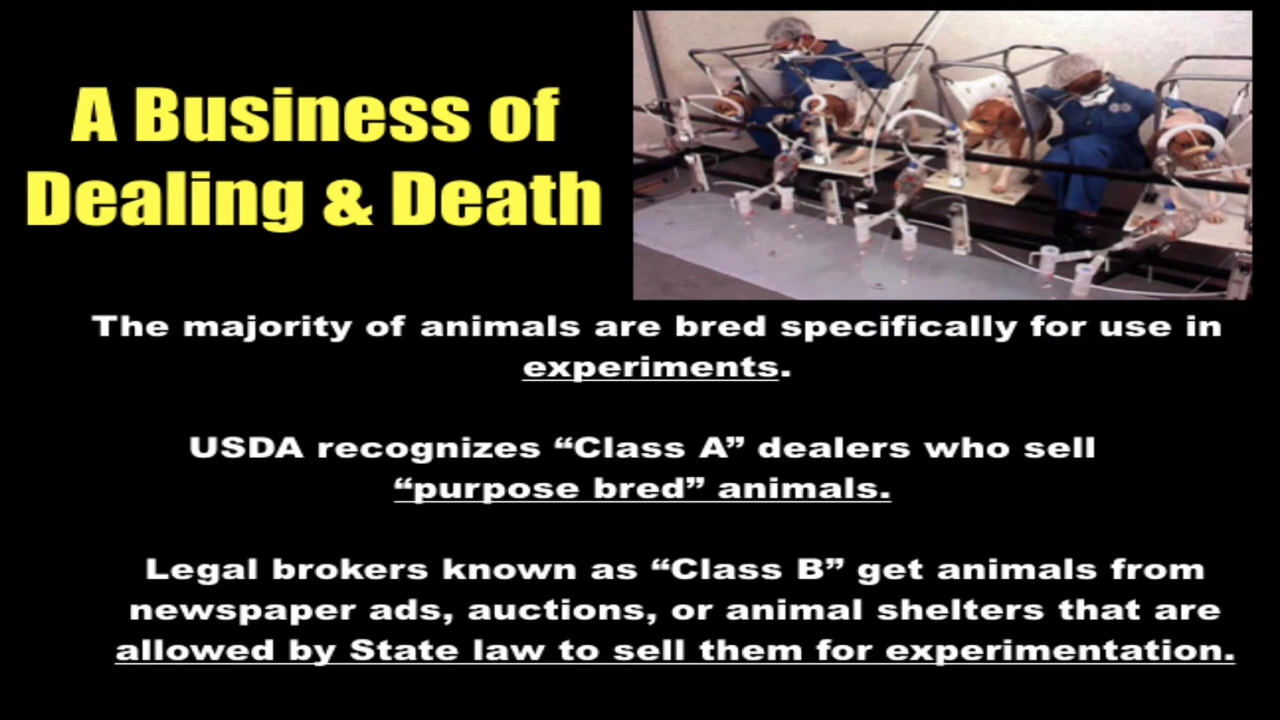 A Business of
Dealing & Death
The majority of animals are bred specifically for use in
experiments.
USDA recognizes “Class A” dealers who sell
“purpose bred” animals.
Legal brokers known as “Class B” get animals from
newspaper ads, auctions, or animal shelters that are
allowed by State law to sell them for experimentation.